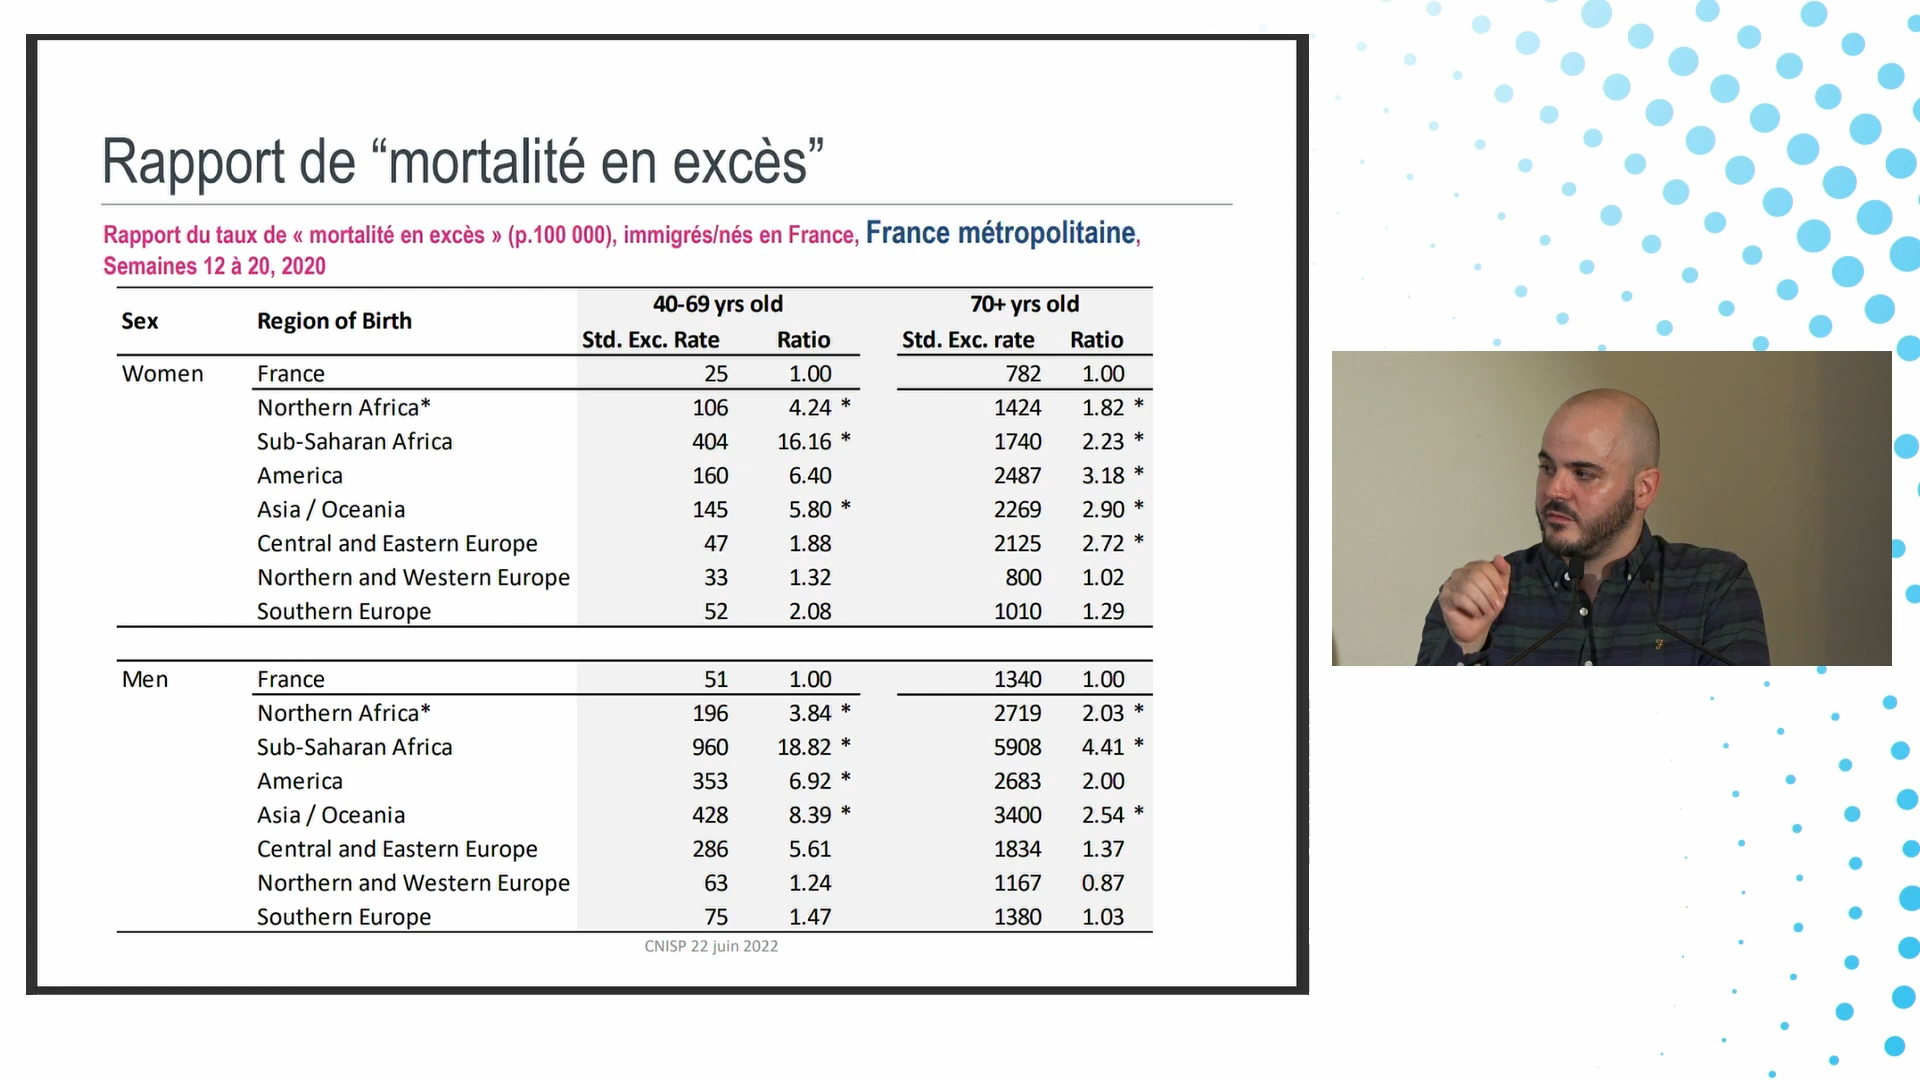 Rapport de “mortalité en excès”
Rapport du taux de « mortalité en excès » (p.100 000), immigrés/nés en France, France métropolitaine,
Semaines 12 à 20, 2020
Sex Region of Birth 40-69 yrs old 70+ yrs old
Std. Exc. Rate Ratio Std. Exc. rate Ratio
Women France 25 1.00 782 1.00
Northern Africa* 106 4.24 * 1424 1.82 *
Sub-Saharan Africa 404 16.16 * 1740 2.23 *
America 160 6.40 2487 3.18 *
Asia / Oceania 145 5.80 * 2269 2.90 *
Central and Eastern Europe 47 1.88 2125 2.72 *
Northern and Western Europe 33 1.32 800 1.02
Southern Europe 52 2.08 1010 1.29
Men France 51 1.00 1340 1.00
Northern Africa* 196 3.84 * 2719 2.03 *
Sub-Saharan Africa 960 18.82 * 5908 4.41 *
America 353 6.92 * 2683 2.00
Asia / Oceania 428 8.39 * 3400 2.54 *
Central and Eastern Europe 286 5.61 1834 1.37
Northern and Western Europe 63 1.24 1167 0.87
Southern Europe 75 1.47 1380 1.03
CNISP 22 juin 2022